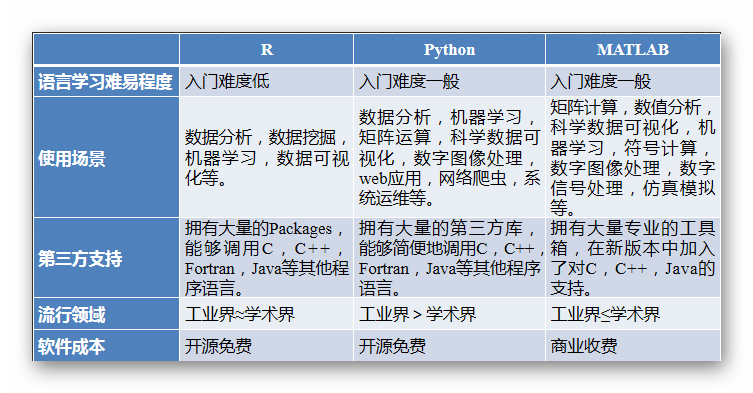 R Python MATLAB
语言学习难易程度 入门难度低 入门难度一般 入门难度一般
使用场景
数据分析，数据挖掘，
机器学习，数据可视
化等。
数据分析，机器学习，
矩阵运算，科学数据可
视化，数字图像处理，
web应用，网络爬虫，系
统运维等。
矩阵计算，数值分析，
科学数据可视化，机
器学习，符号计算，
数字图像处理，数字
信号处理，仿真模拟
等。
第三方支持
拥有大量的Packages，
能够调用C，C++，
Fortran，Java等其他程
序语言。
拥有大量的第三方库，
能够简便地调用C，C++，
Fortran，Java等其他程序
语言。
拥有大量专业的工具
箱，在新版本中加入
了对C，C++，Java的
支持。
流行领域 工业界≈学术界 工业界＞学术界 工业界≤学术界
软件成本 开源免费 开源免费 商业收费